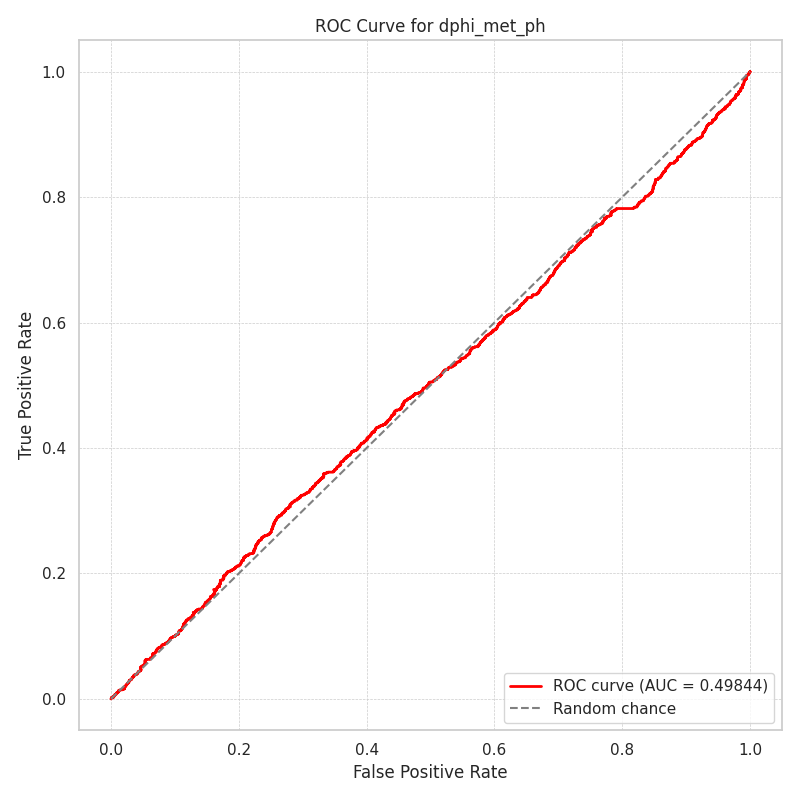 ROC Curve for dphi_met_ph
True Positive Rate
1.0
0.8
0.6
0.4
0.2
0.0
ROC curve (AUC = 0.49844)
Random chance
0.0 0.2 0.4 0.6 0.8 1.0
False Positive Rate